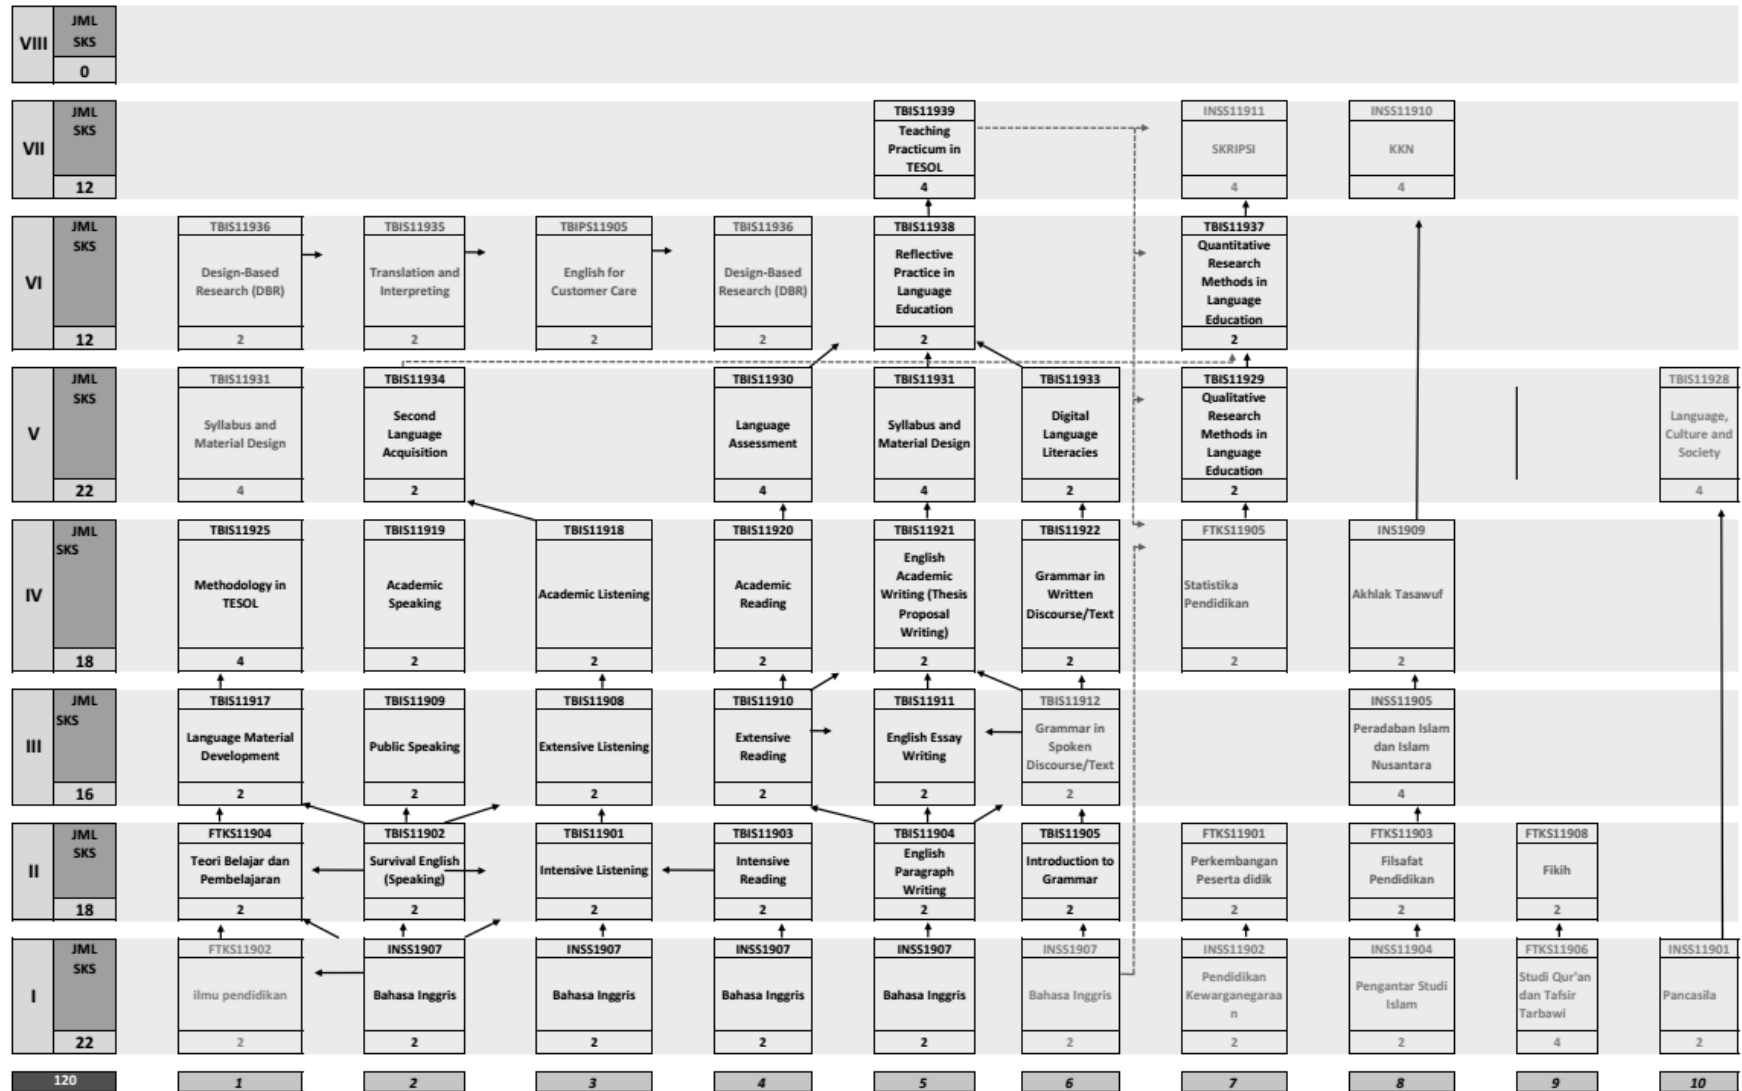 VIII
JML
SKS
0
VII
JML
SKS
12
TBIS11939
Teaching
Practicum in
TESOL
4
INSS11911
SKRIPSI
4
INSS11910
KKN
4
VI
JML
SKS
12
TBIS11936
Design-Based
Research (DBR)
2
TBIS11935
Translation and
Interpreting
2
TBIPS11905
English for
Customer Care
2
TBIS11936
Design-Based
Research (DBR)
2
TBIS11938
Reflective
Practice in
Language
Education
2
TBIS11937
Quantitative
Research
Methods in
Language
Education
2
V
JML
SKS
22
TBIS11931
Syllabus and
Material Design
4
TBIS11934
Second
Language
Acquisition
2
TBIS11930
Language
Assessment
4
TBIS11931
Syllabus and
Material Design
4
TBIS11933
Digital
Language
Literacies
2
TBIS11929
Qualitative
Research
Methods in
Language
Education
2
TBIS11928
Language,
Culture and
Society
4
IV
JML
SKS
18
TBIS11925
Methodology in
TESOL
4
TBIS11919
Academic
Speaking
2
TBIS11918
Academic Listening
2
TBIS11920
Academic
Reading
2
TBIS11921
English
Academic
Writing (Thesis
Proposal
Writing)
2
TBIS11922
Grammar in
Written
Discourse/Text
2
FTKS11905
Statistika
Pendidikan
2
INS1909
Akhlak Tasawuf
2
III
JML
SKS
16
TBIS11917
Language Material
Development
2
TBIS11909
Public Speaking
2
TBIS11908
Extensive Listening
2
TBIS11910
Extensive
Reading
2
TBIS11911
English Essay
Writing
2
TBIS11912
Grammar in
Spoken
Discourse/Text
2
INSS11905
Peradaban Islam
dan Islam
Nusantara
4
II
JML
SKS
18
FTKS11904
Teori Belajar dan
Pembelajaran
2
TBIS11902
Survival English
(Speaking)
2
TBIS11901
Intensive Listening
2
TBIS11903
Intensive
Reading
2
TBIS11904
English
Paragraph
Writing
2
TBIS11905
Introduction to
Grammar
2
FTKS11901
Perkembangan
Peserta didik
2
FTKS11903
Filsafat
Pendidikan
2
FTKS11908
Fikih
2
I
JML
SKS
22
FTKS11902
ilmu pendidikan
2
INSS1907
Bahasa Inggris
2
INSS1907
Bahasa Inggris
2
INSS1907
Bahasa Inggris
2
INSS1907
Bahasa Inggris
2
INSS1907
Bahasa Inggris
2
INSS11902
Pendidikan
Kewarganegaraa
n
2
INSS11904
Pengantar Studi
Islam
2
FTKS11906
Studi Qur'an
dan Tafsir
Tarbawi
4
INSS11901
Pancasila
2
120
1
2
3
4
5
6
7
8
9
10